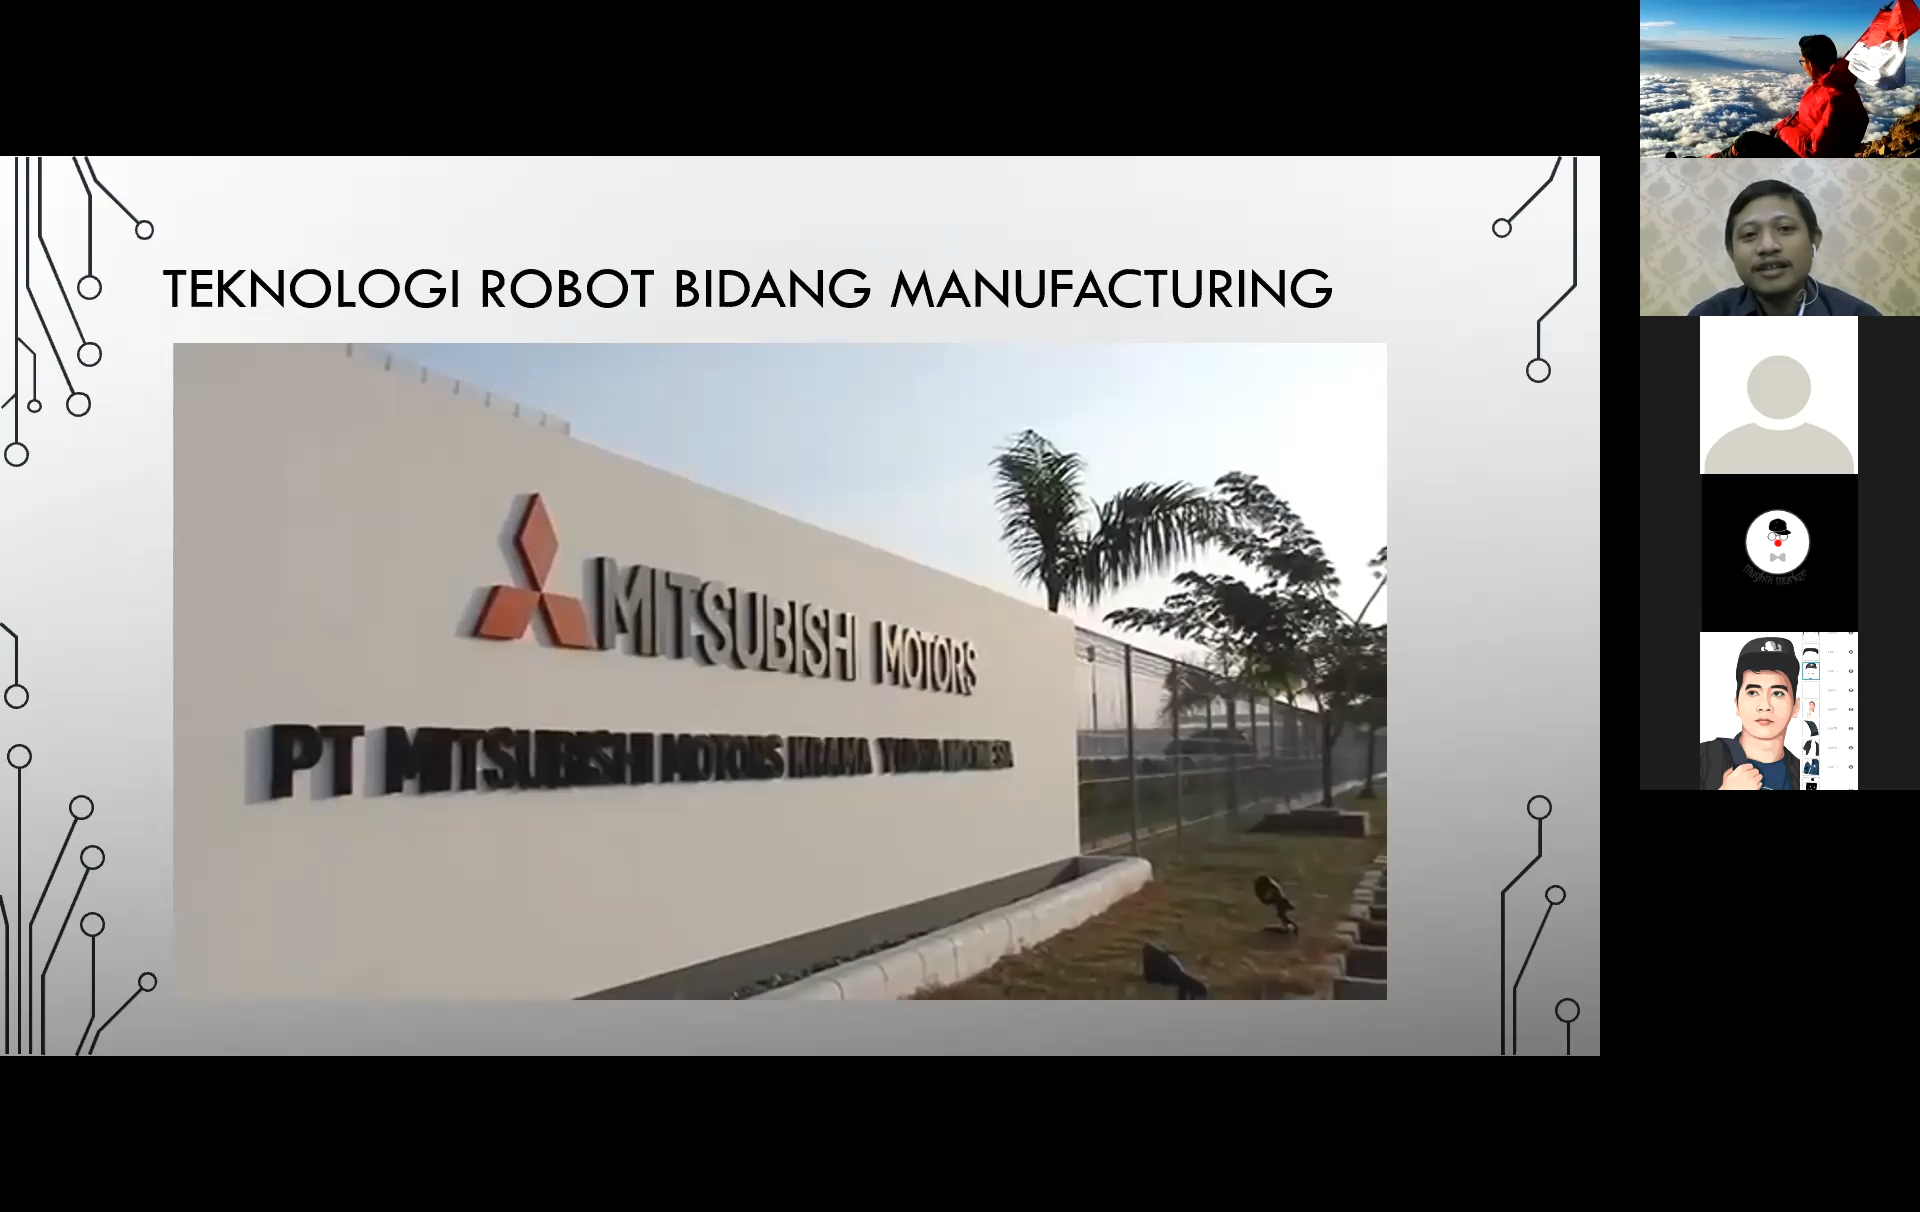 TEKNOLOGI ROBOT BIDANG MANUFACTURING
MITSUBISHI MOTORS
PT MITSUBISHI MOTORS KRAMA YUDHA INDONESIA